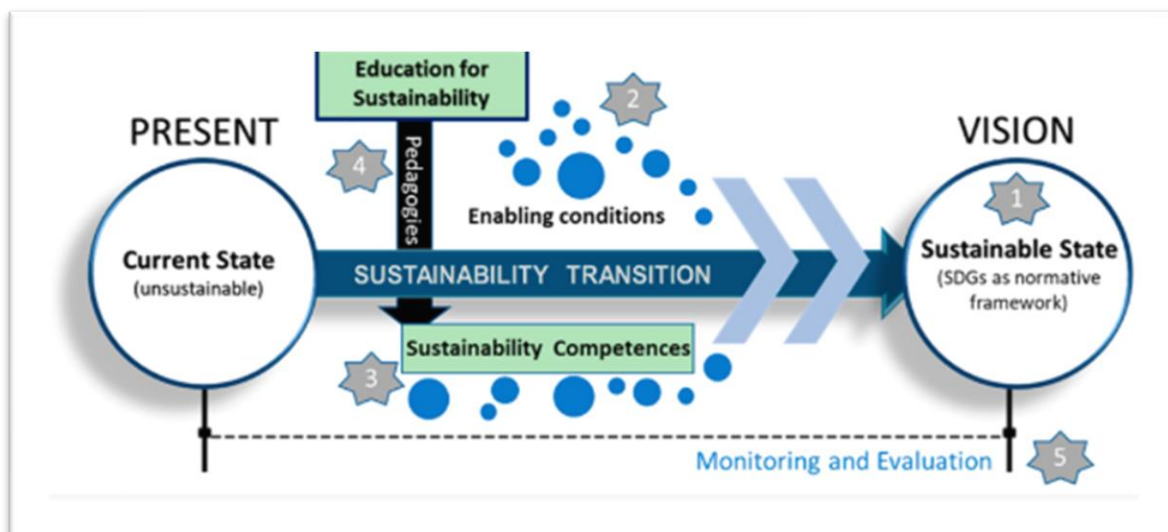 Education for
Sustainability
2
PRESENT
VISION
4
Pedagogies
1
Enabling conditions
Current State
(unsustainable)
SUSTAINABILITY TRANSITION
Sustainable State
(SDGs as normative
framework)
Sustainability Competences
3
Monitoring and Evaluation
5